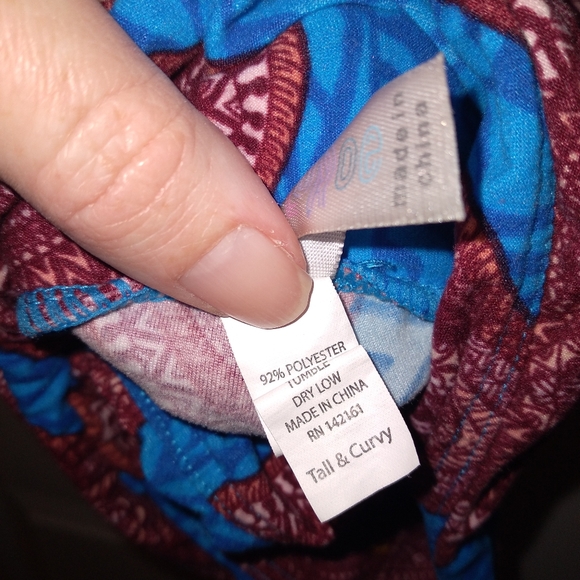 made in
china
92% POLYESTER
TUMBLE
DRY LOW
MADE IN CHINA
RN 142161
Tall & Curvy